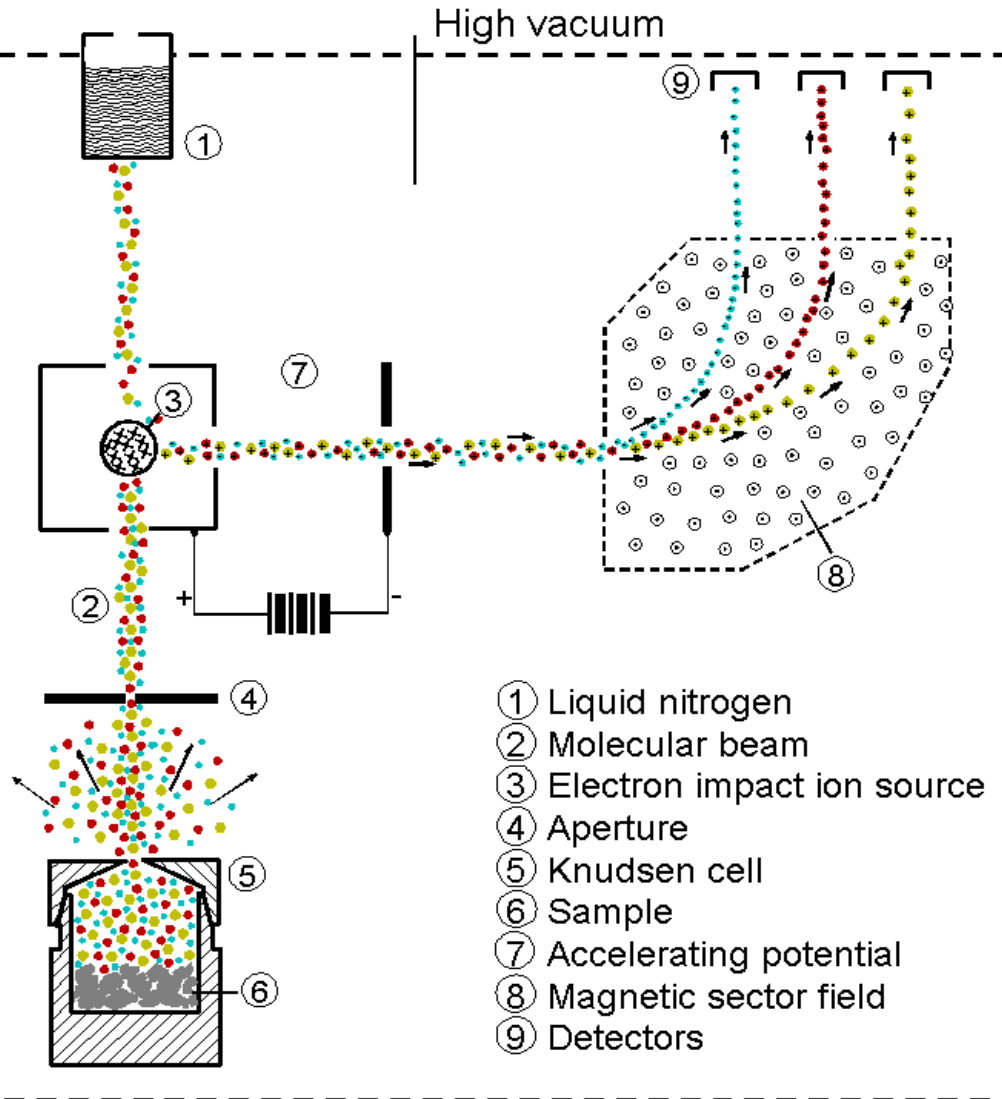 High vacuum
⑨
①
⑦
③
⑧
②
+ -
④
⑤
⑥
① Liquid nitrogen
② Molecular beam
③ Electron impact ion source
④ Aperture
⑤ Knudsen cell
⑥ Sample
⑦ Accelerating potential
⑧ Magnetic sector field
⑨ Detectors